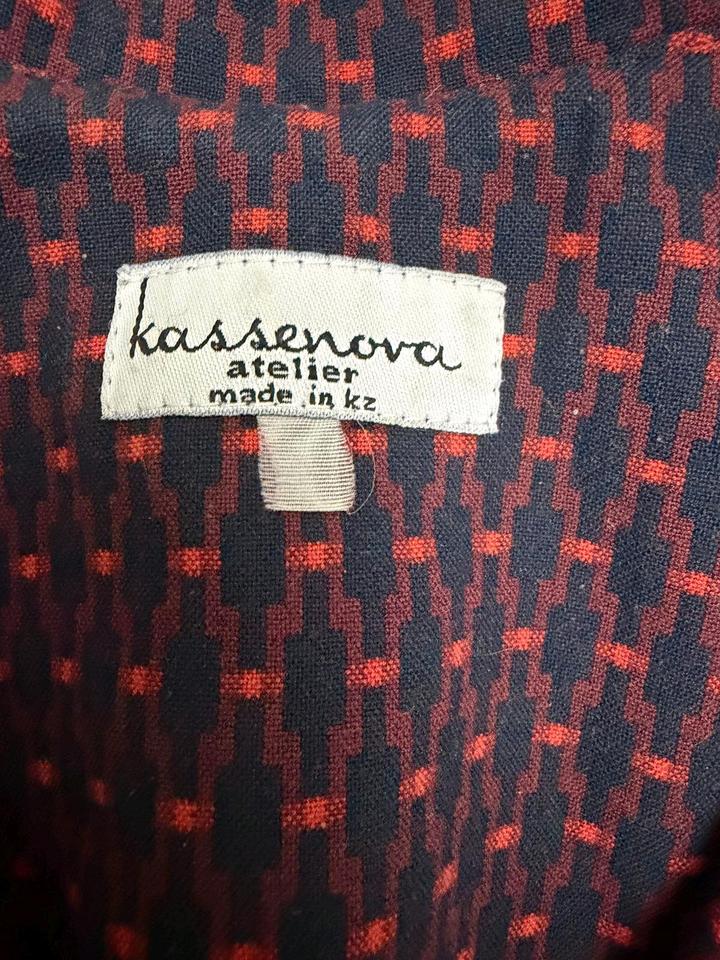 kassenova
atelier
made in kz